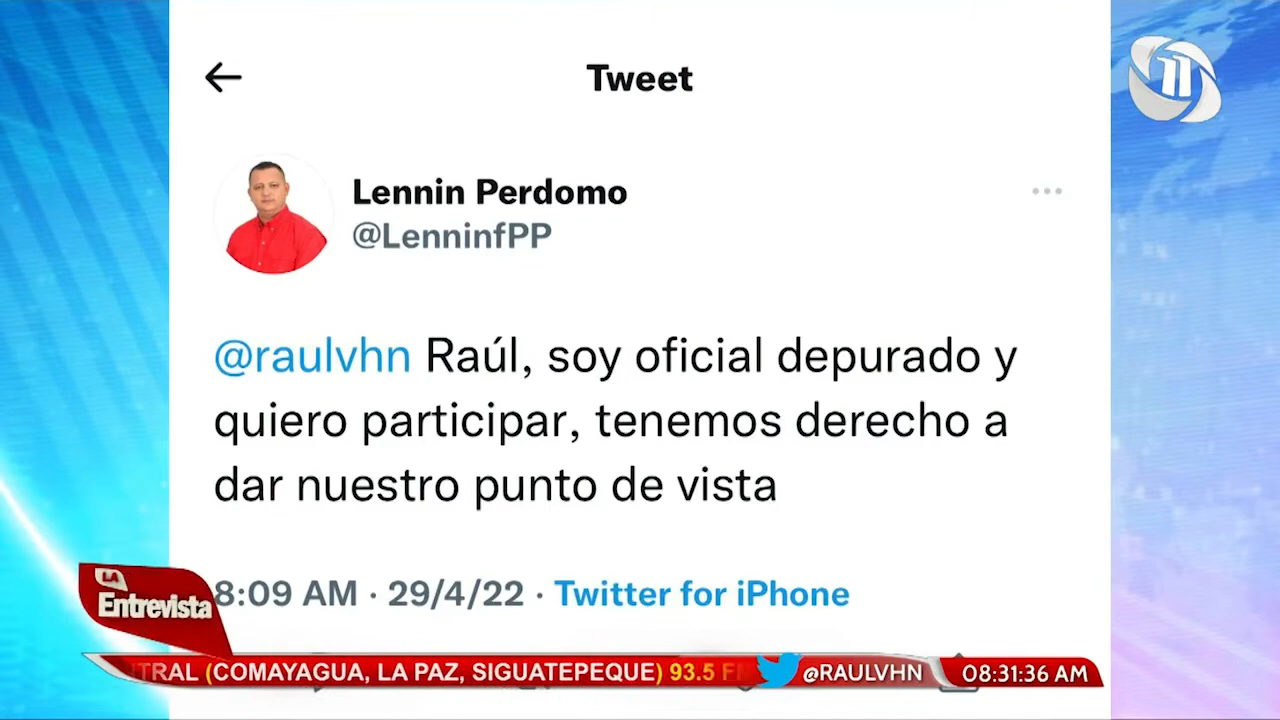 Tweet
11
Lennin Perdomo
@LenninfPP
@raulvhn Raúl, soy oficial depurado y
quiero participar, tenemos derecho a
dar nuestro punto de vista
8:09 AM · 29/4/22 · Twitter for iPhone
LA
Entrevista
(COMAYAGUA, LA PAZ, SIGUATEPEQUE) 93.5
@RAULVHN
08:31:36 AM